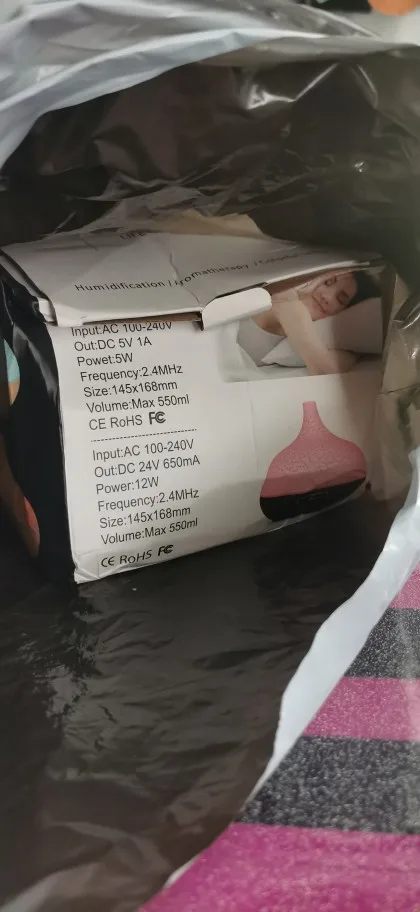 Humidification / Aromatherapy /
Input:AC 100-240V
Out:DC 5V 1A
Powet:5W
Frequency:2.4MHz
Size:145x168mm
Volume:Max 550ml
CE RoHS FC
Input:AC 100-240V
Out:DC 24V 650mA
Power:12W
Frequency:2.4MHz
Size:145x168mm
Volume:Max 550ml
CE RoHS FC